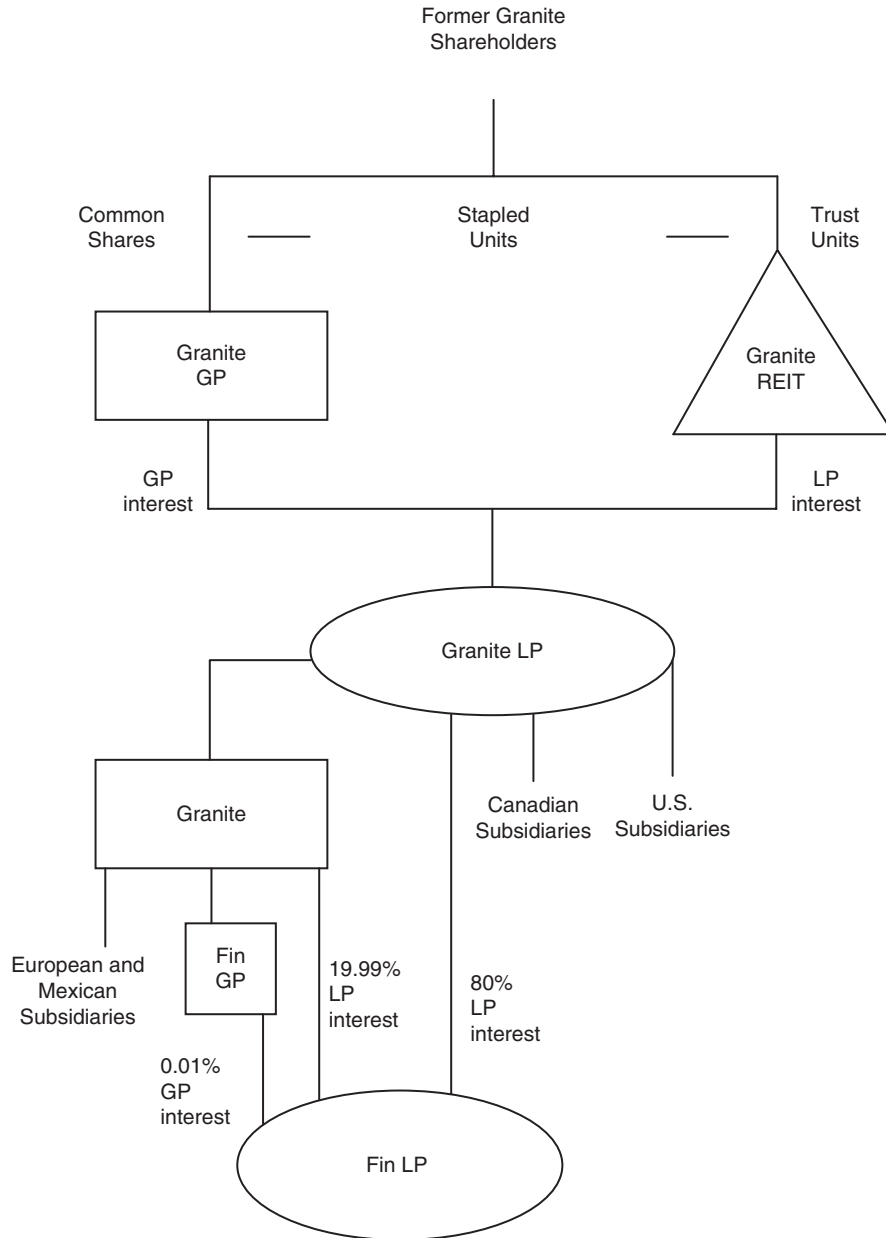 Former Granite
Shareholders
Common
Shares
Stapled
Units
Trust
Units
Granite
GP
Granite
REIT
GP
interest
LP
interest
Granite LP
Granite
Canadian
Subsidiaries
U.S.
Subsidiaries
European and
Mexican
Subsidiaries
Fin
GP
19.99%
LP
interest
80%
LP
interest
0.01%
GP
interest
Fin LP